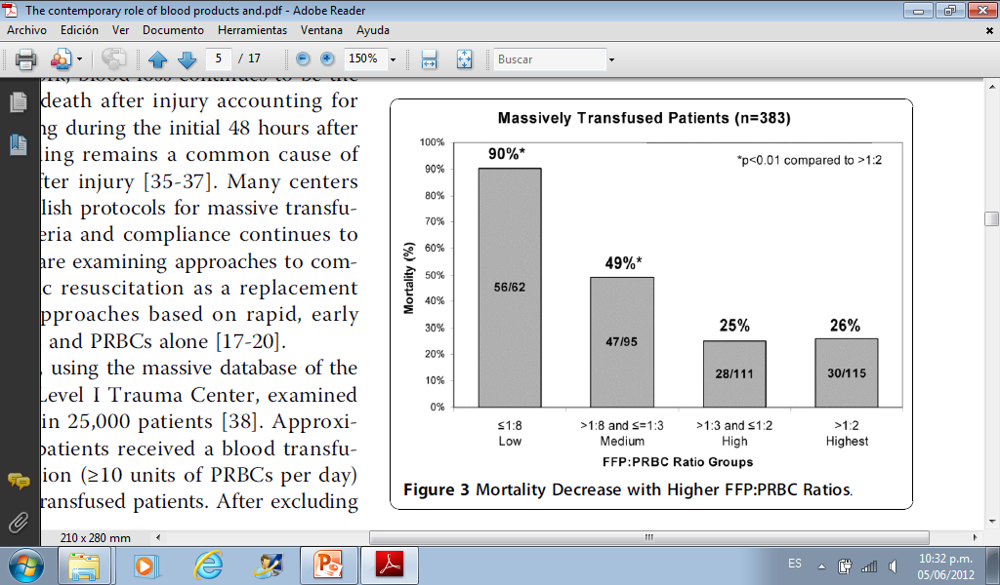 The contemporary role of blood products and.pdf - Adobe Reader
Archivo Edición Ver Documento Herramientas Ventana Ayuda
5 / 17 150% Buscar
blood loss continues to be the
death after injury accounting for
during the initial 48 hours after
remains a common cause of
after injury [35-37]. Many centers
protocols for massive transfu-
and compliance continues to
are examining approaches to com-
resuscitation as a replacement
approaches based on rapid, early
and PRBCs alone [17-20].
, using the massive database of the
Level I Trauma Center, examined
in 25,000 patients [38]. Approxi-
patients received a blood transfu-
(≥10 units of PRBCs per day)
transfused patients. After excluding
Massively Transfused Patients (n=383)
*p<0.01 compared to >1:2
Mortality (%)
100%
90%
80%
70%
60%
50%
40%
30%
20%
10%
0%
90%* 49%* 25% 26%
56/62 47/95 28/111 30/115
≤1:8 >1:8 and ≤=1:3 >1:3 and ≤1:2 >1:2
Low Medium High Highest
FFP:PRBC Ratio Groups
Figure 3 Mortality Decrease with Higher FFP:PRBC Ratios.
210 x 280 mm
ES
10:32 p.m.
05/06/2012